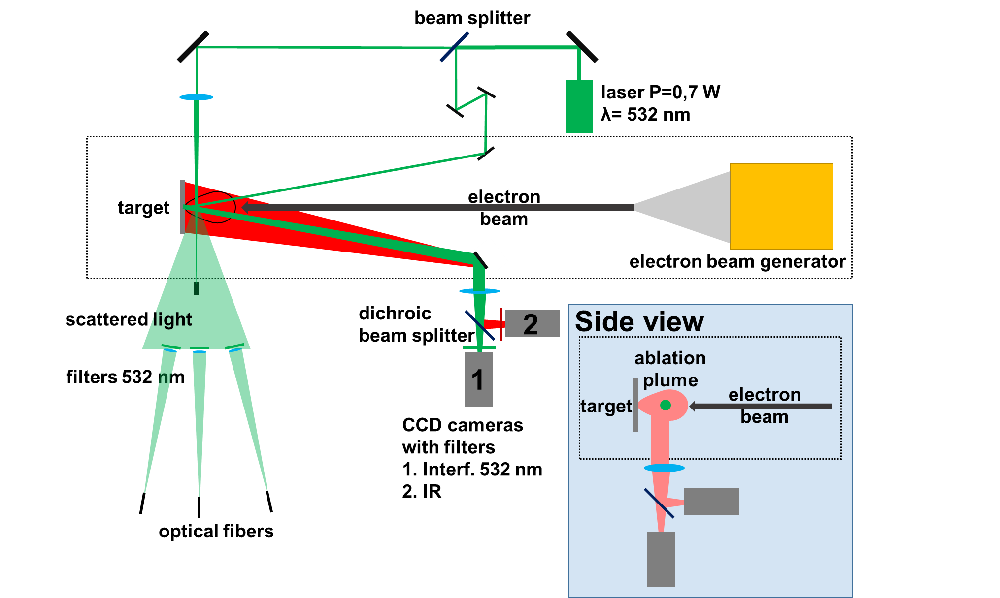 beam splitter
laser P=0,7 W
λ= 532 nm
electron
beam
target
electron beam generator
scattered light
dichroic
beam splitter
2
1
filters 532 nm
CCD cameras
with filters
1. Interf. 532 nm
2. IR
optical fibers
Side view
ablation
plume
electron
beam
target